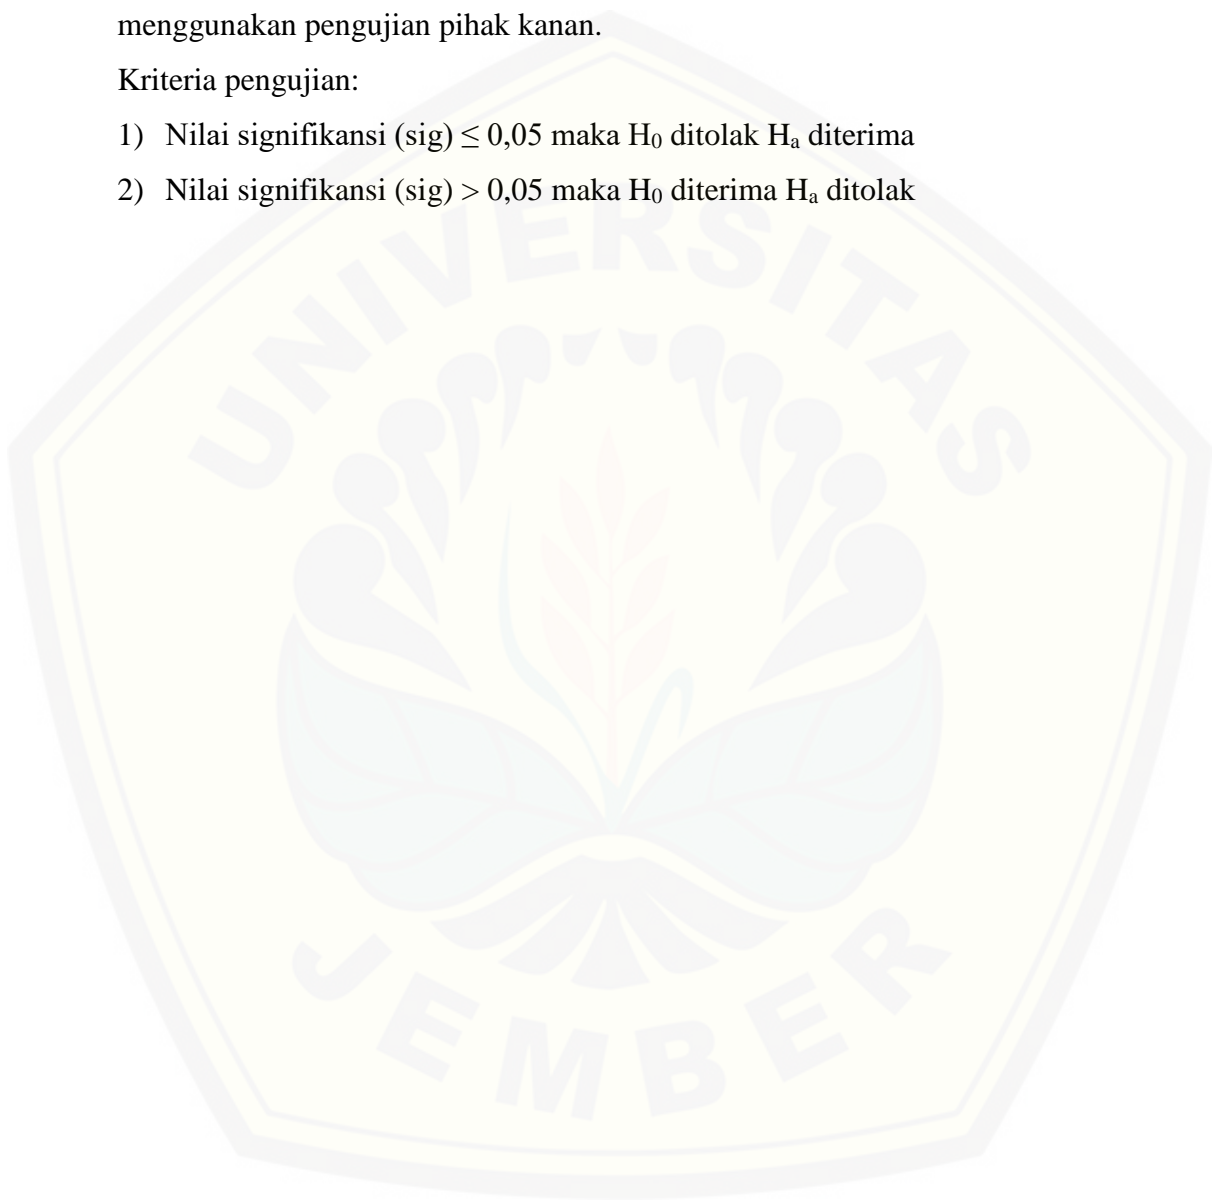 menggunakan pengujian pihak kanan.
Kriteria pengujian:
1) Nilai signifikansi (sig) ≤ 0,05 maka H₀ ditolak Hₐ diterima
2) Nilai signifikansi (sig) > 0,05 maka H₀ diterima Hₐ ditolak
UNIVERSITAS
JEMBER